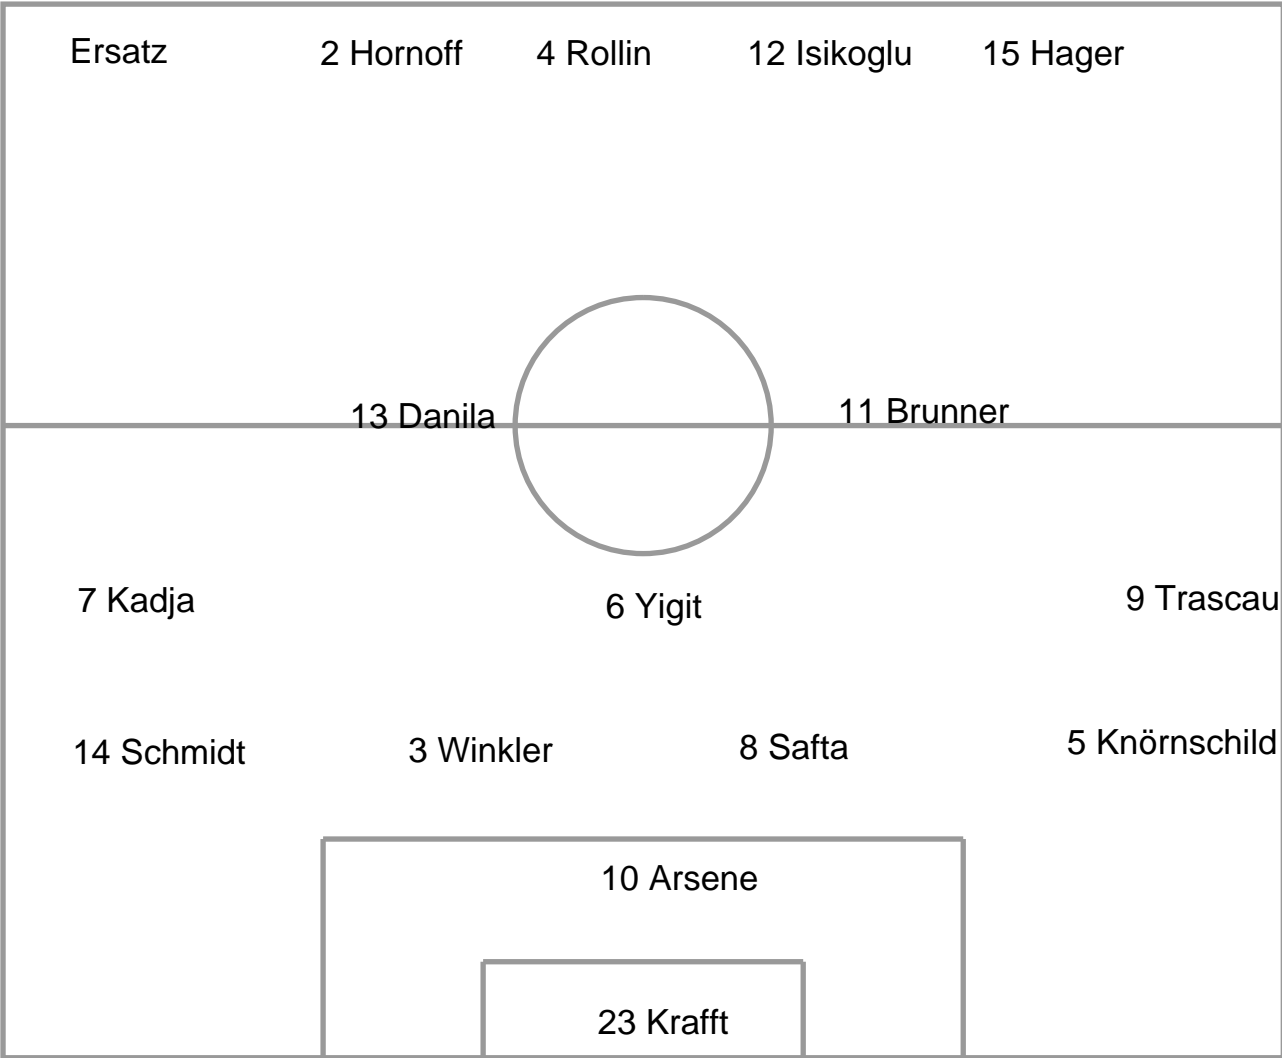 Ersatz 2 Hornoff 4 Rollin 12 Isikoglu 15 Hager
13 Danila 11 Brunner
7 Kadja 6 Yigit 9 Trascau
14 Schmidt 3 Winkler 8 Safta 5 Knörnschild
10 Arsene
23 Krafft